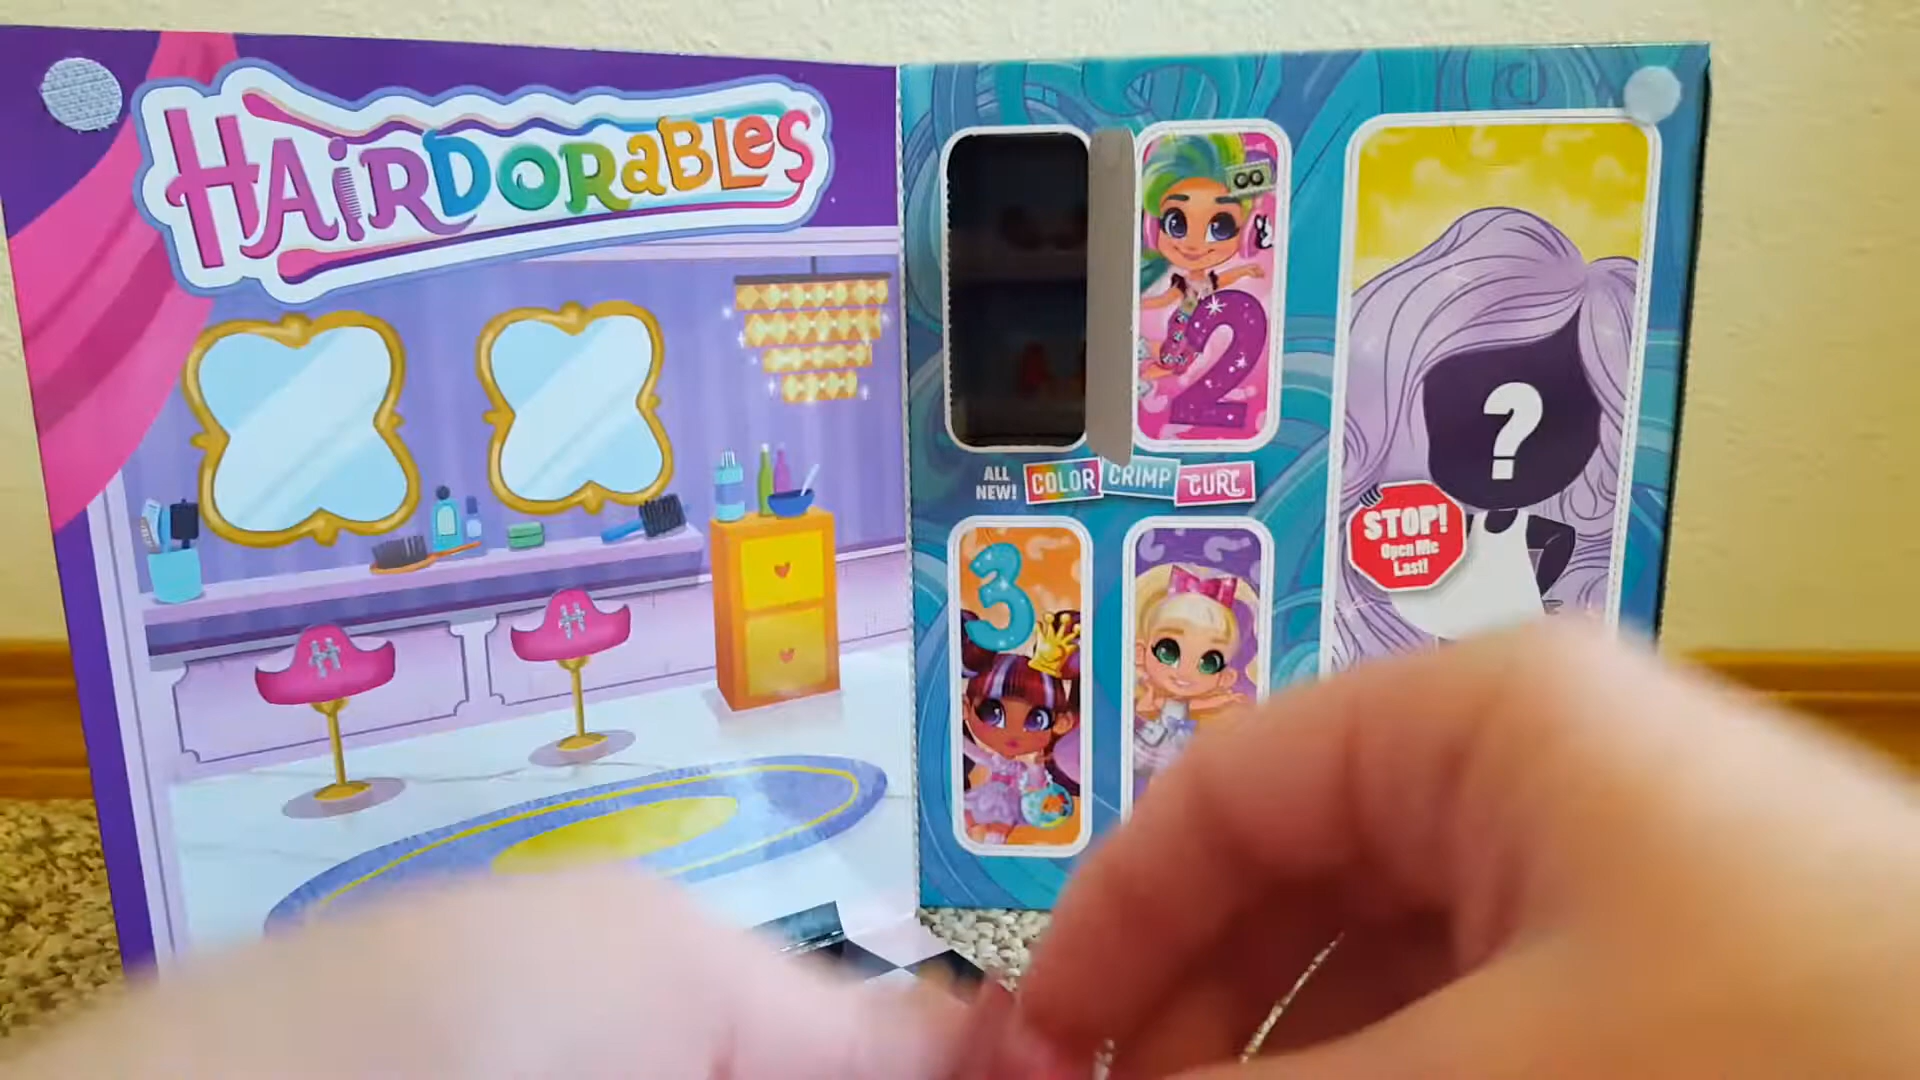 HAIRDORABLES
2
ALL NEW! COLOR CRIMP CURL
?
STOP!
Open Me
Last!
3
H H